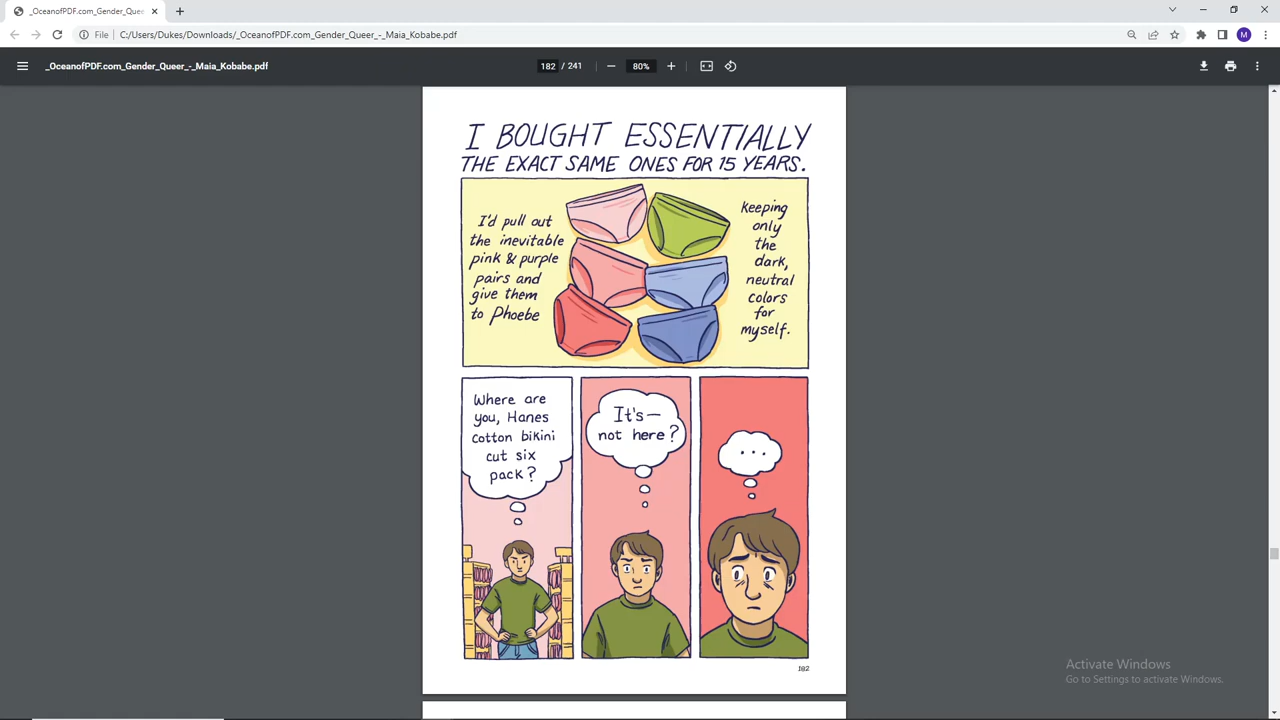 _OceanofPDF.com_Gender_Quee
File
C:/Users/Dukes/Downloads/_OceanofPDF.com_Gender_Queer_-_Maia_Kobabe.pdf
M
_OceanofPDF.com_Gender_Queer_-_Maia_Kobabe.pdf
182 / 241
80%
I BOUGHT ESSENTIALLY
THE EXACT SAME ONES FOR 15 YEARS.
I'd pull out
the inevitable
pink & purple
pairs and
give them
to Phoebe
keeping
only
the
dark,
neutral
colors
for
myself.
Where are
you, Hanes
cotton bikini
cut six
pack?
It's—
not here?
...
182
Activate Windows
Go to Settings to activate Windows.